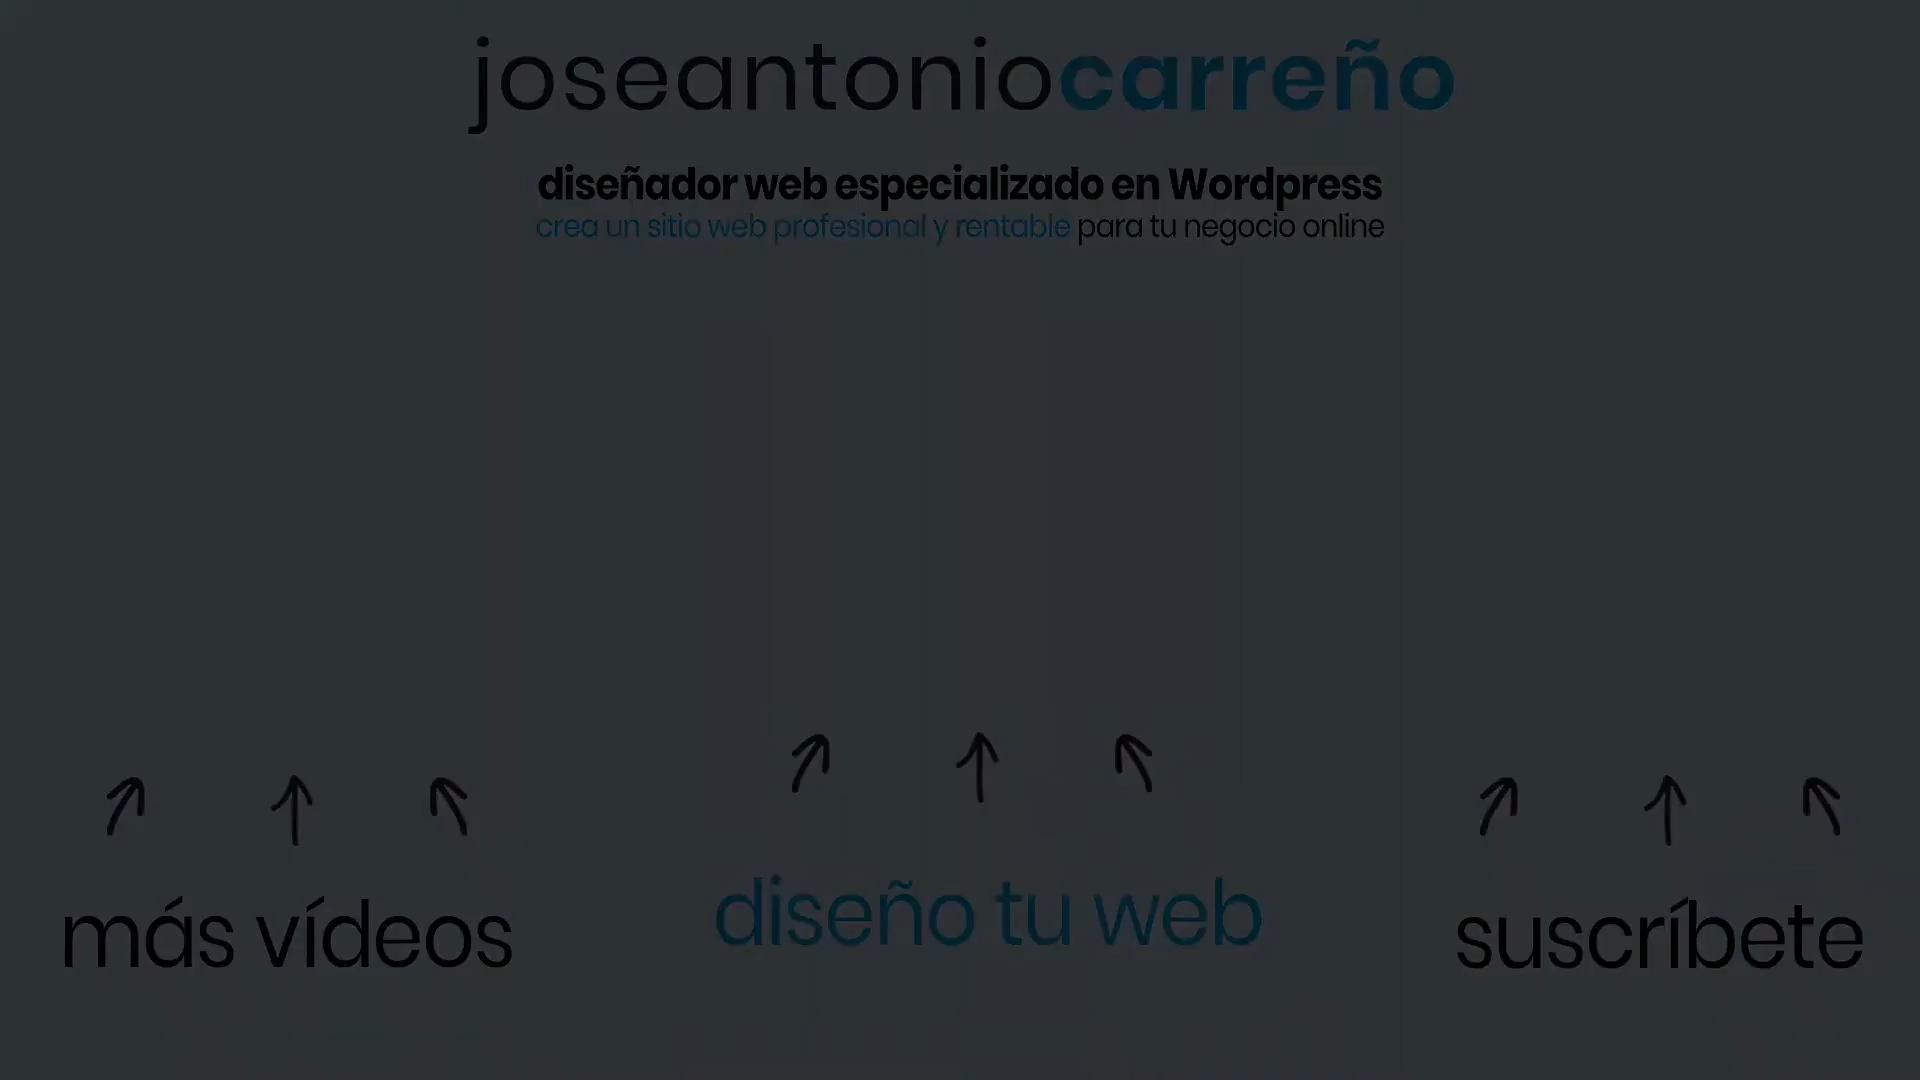 joseantoniocarreño
diseñador web especializado en Wordpress
crea un sitio web profesional y rentable para tu negocio online
diseño tu web
más vídeos
suscríbete